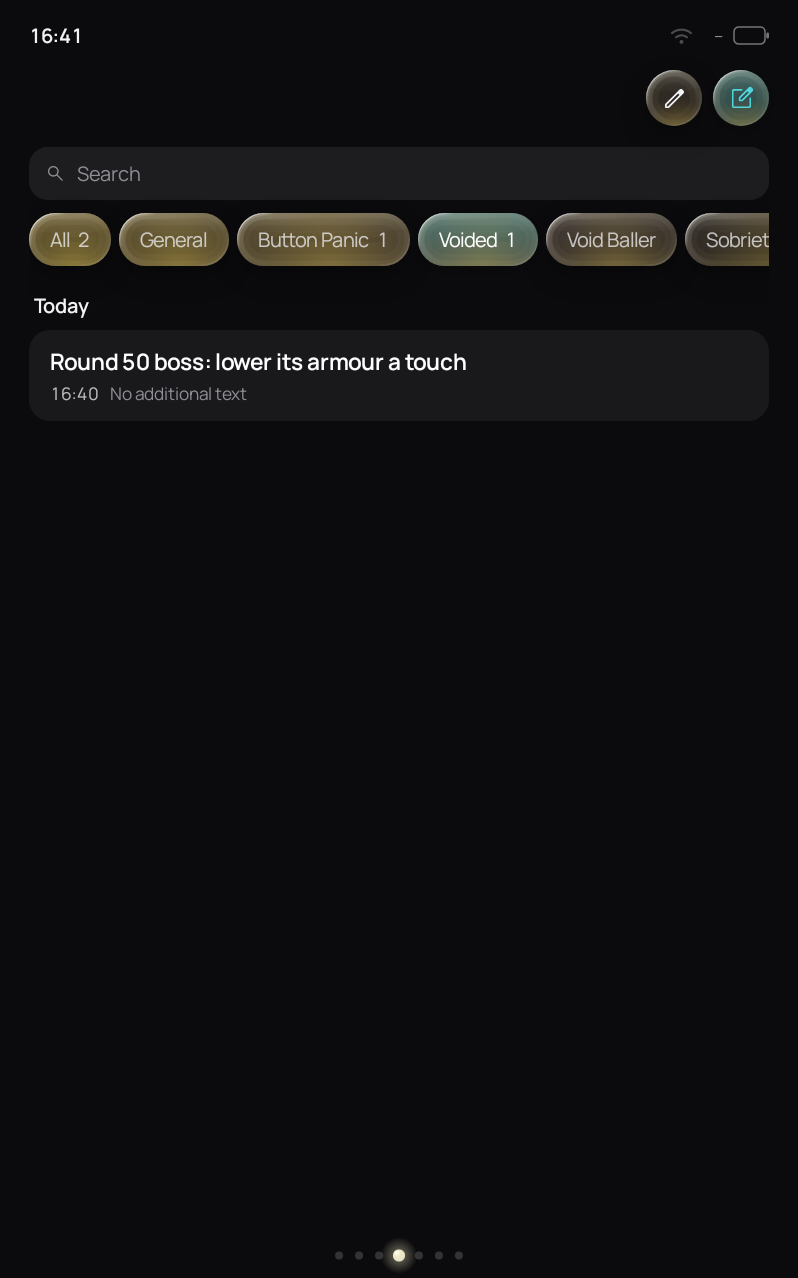 16:41
Search
All 2 General Button Panic 1 Voided 1 Void Baller Sobriet
Today
Round 50 boss: lower its armour a touch
16:40 No additional text